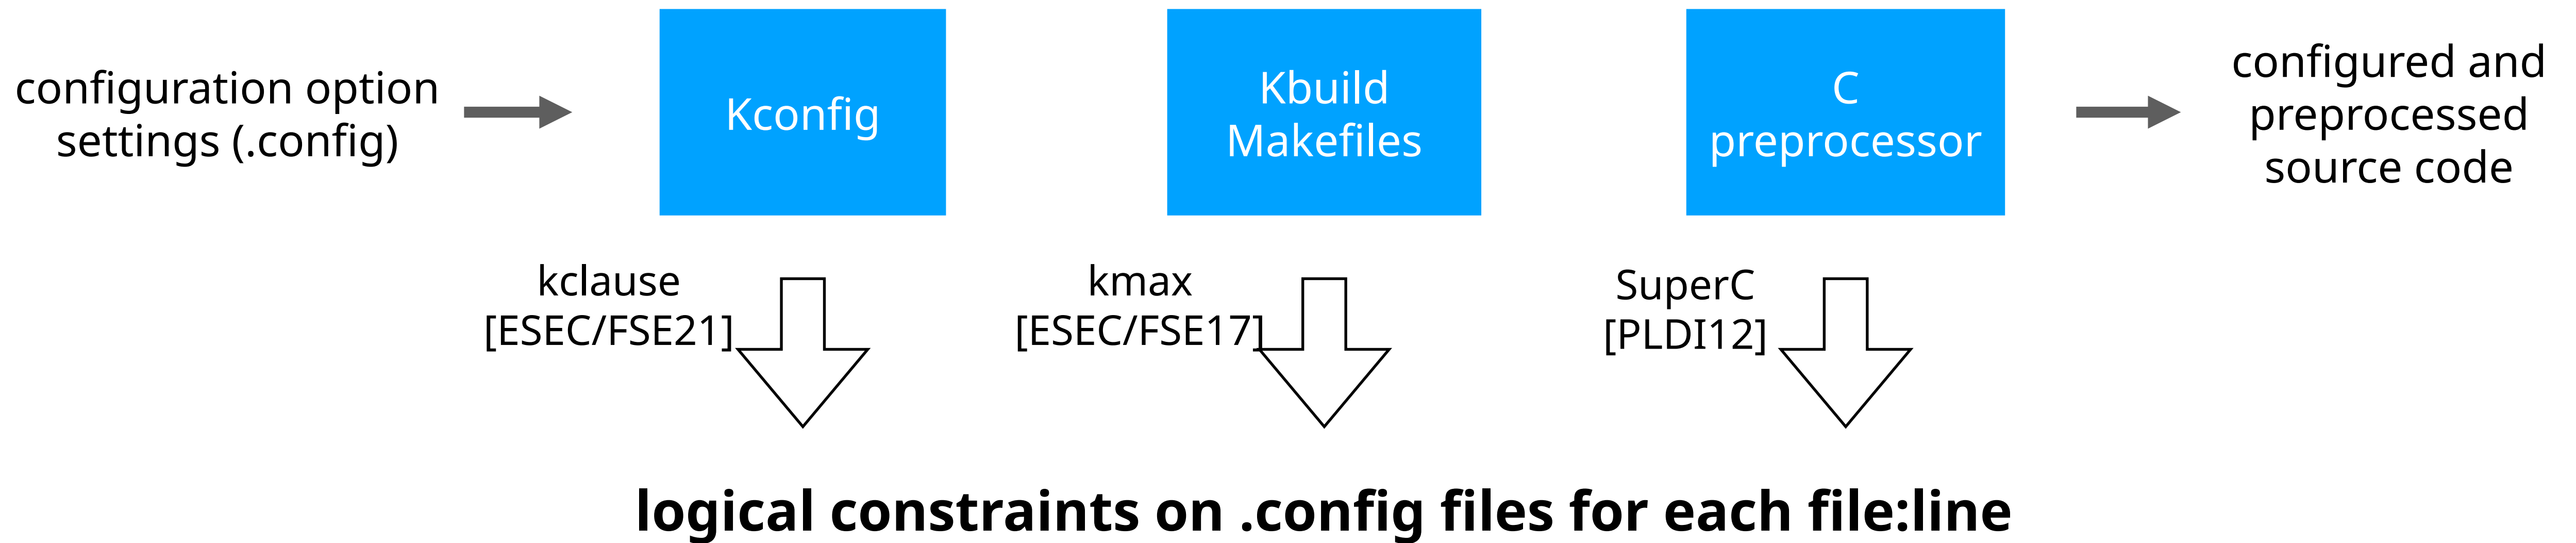 configuration option
settings (.config)
Kconfig
Kbuild
Makefiles
C
preprocessor
configured and
preprocessed
source code
kclause
[ESEC/FSE21]
kmax
[ESEC/FSE17]
SuperC
[PLDI12]
logical constraints on .config files for each file:line